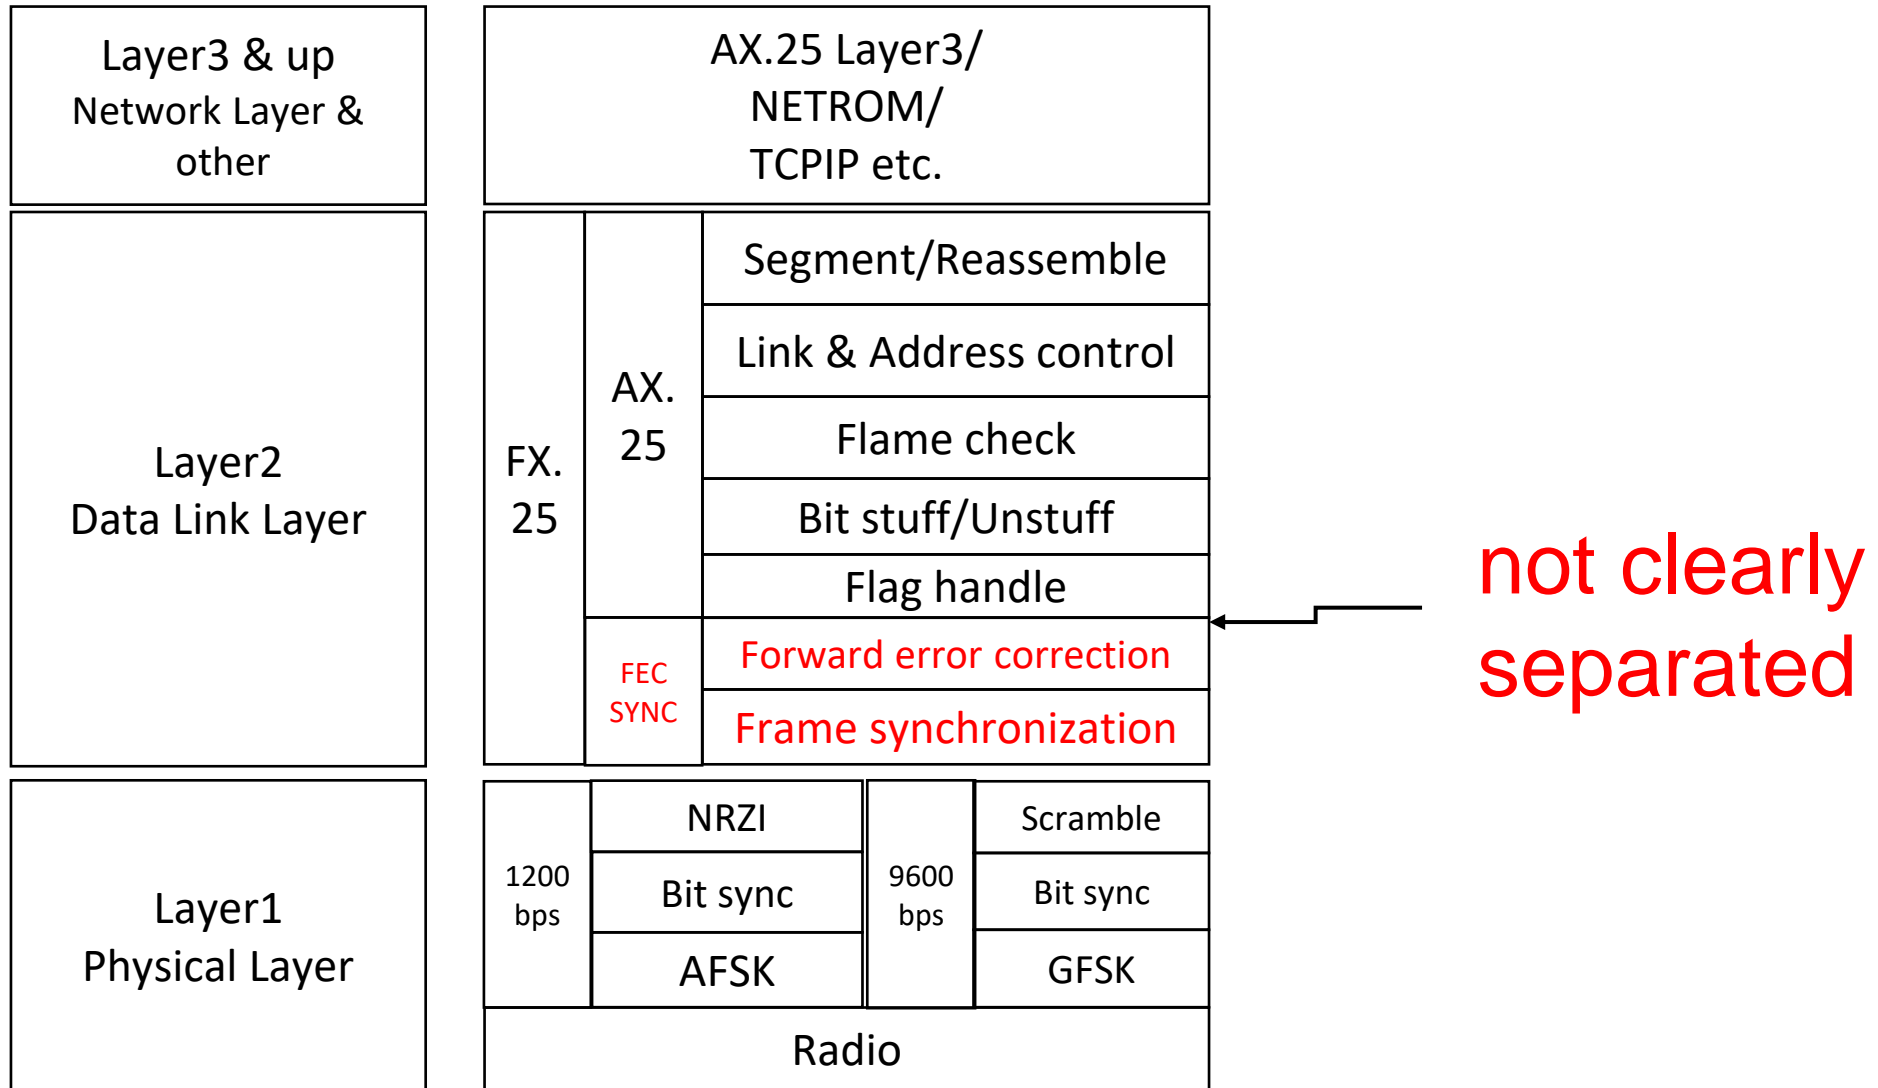 Layer3 & up
Network Layer &
other
AX.25 Layer3/
NETROM/
TCPIP etc.
Layer2
Data Link Layer
FX.
25
AX.
25
Segment/Reassemble
Link & Address control
Flame check
Bit stuff/Unstuff
Flag handle
FEC
SYNC
Forward error correction
Frame synchronization
not clearly
separated
Layer1
Physical Layer
1200
bps
NRZI
Bit sync
AFSK
9600
bps
Scramble
Bit sync
GFSK
Radio